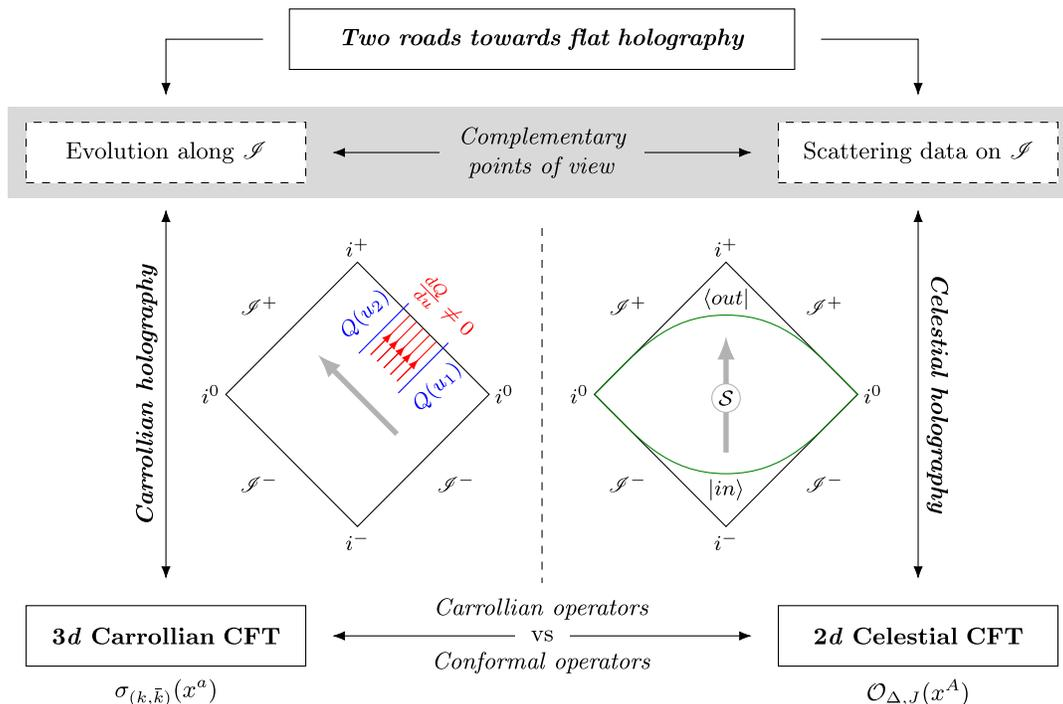 Two roads towards flat holography
Evolution along ℐ
Complementary
points of view
Scattering data on ℐ
Carrollian holography
i⁺
ℐ⁺
Q(u₂)
dQ/du ≠ 0
Q(u₁)
i⁰
i⁰
ℐ⁻
ℐ⁻
i⁻
i⁺
ℐ⁺
⟨out|
ℐ⁺
i⁰
𝒮
i⁰
ℐ⁻
|in⟩
ℐ⁻
i⁻
Celestial holography
3d Carrollian CFT
Carrollian operators
vs
Conformal operators
2d Celestial CFT
σ₍ₖ,ₖ̄₎(xᵃ)
𝒪_{Δ,J}(x^A)